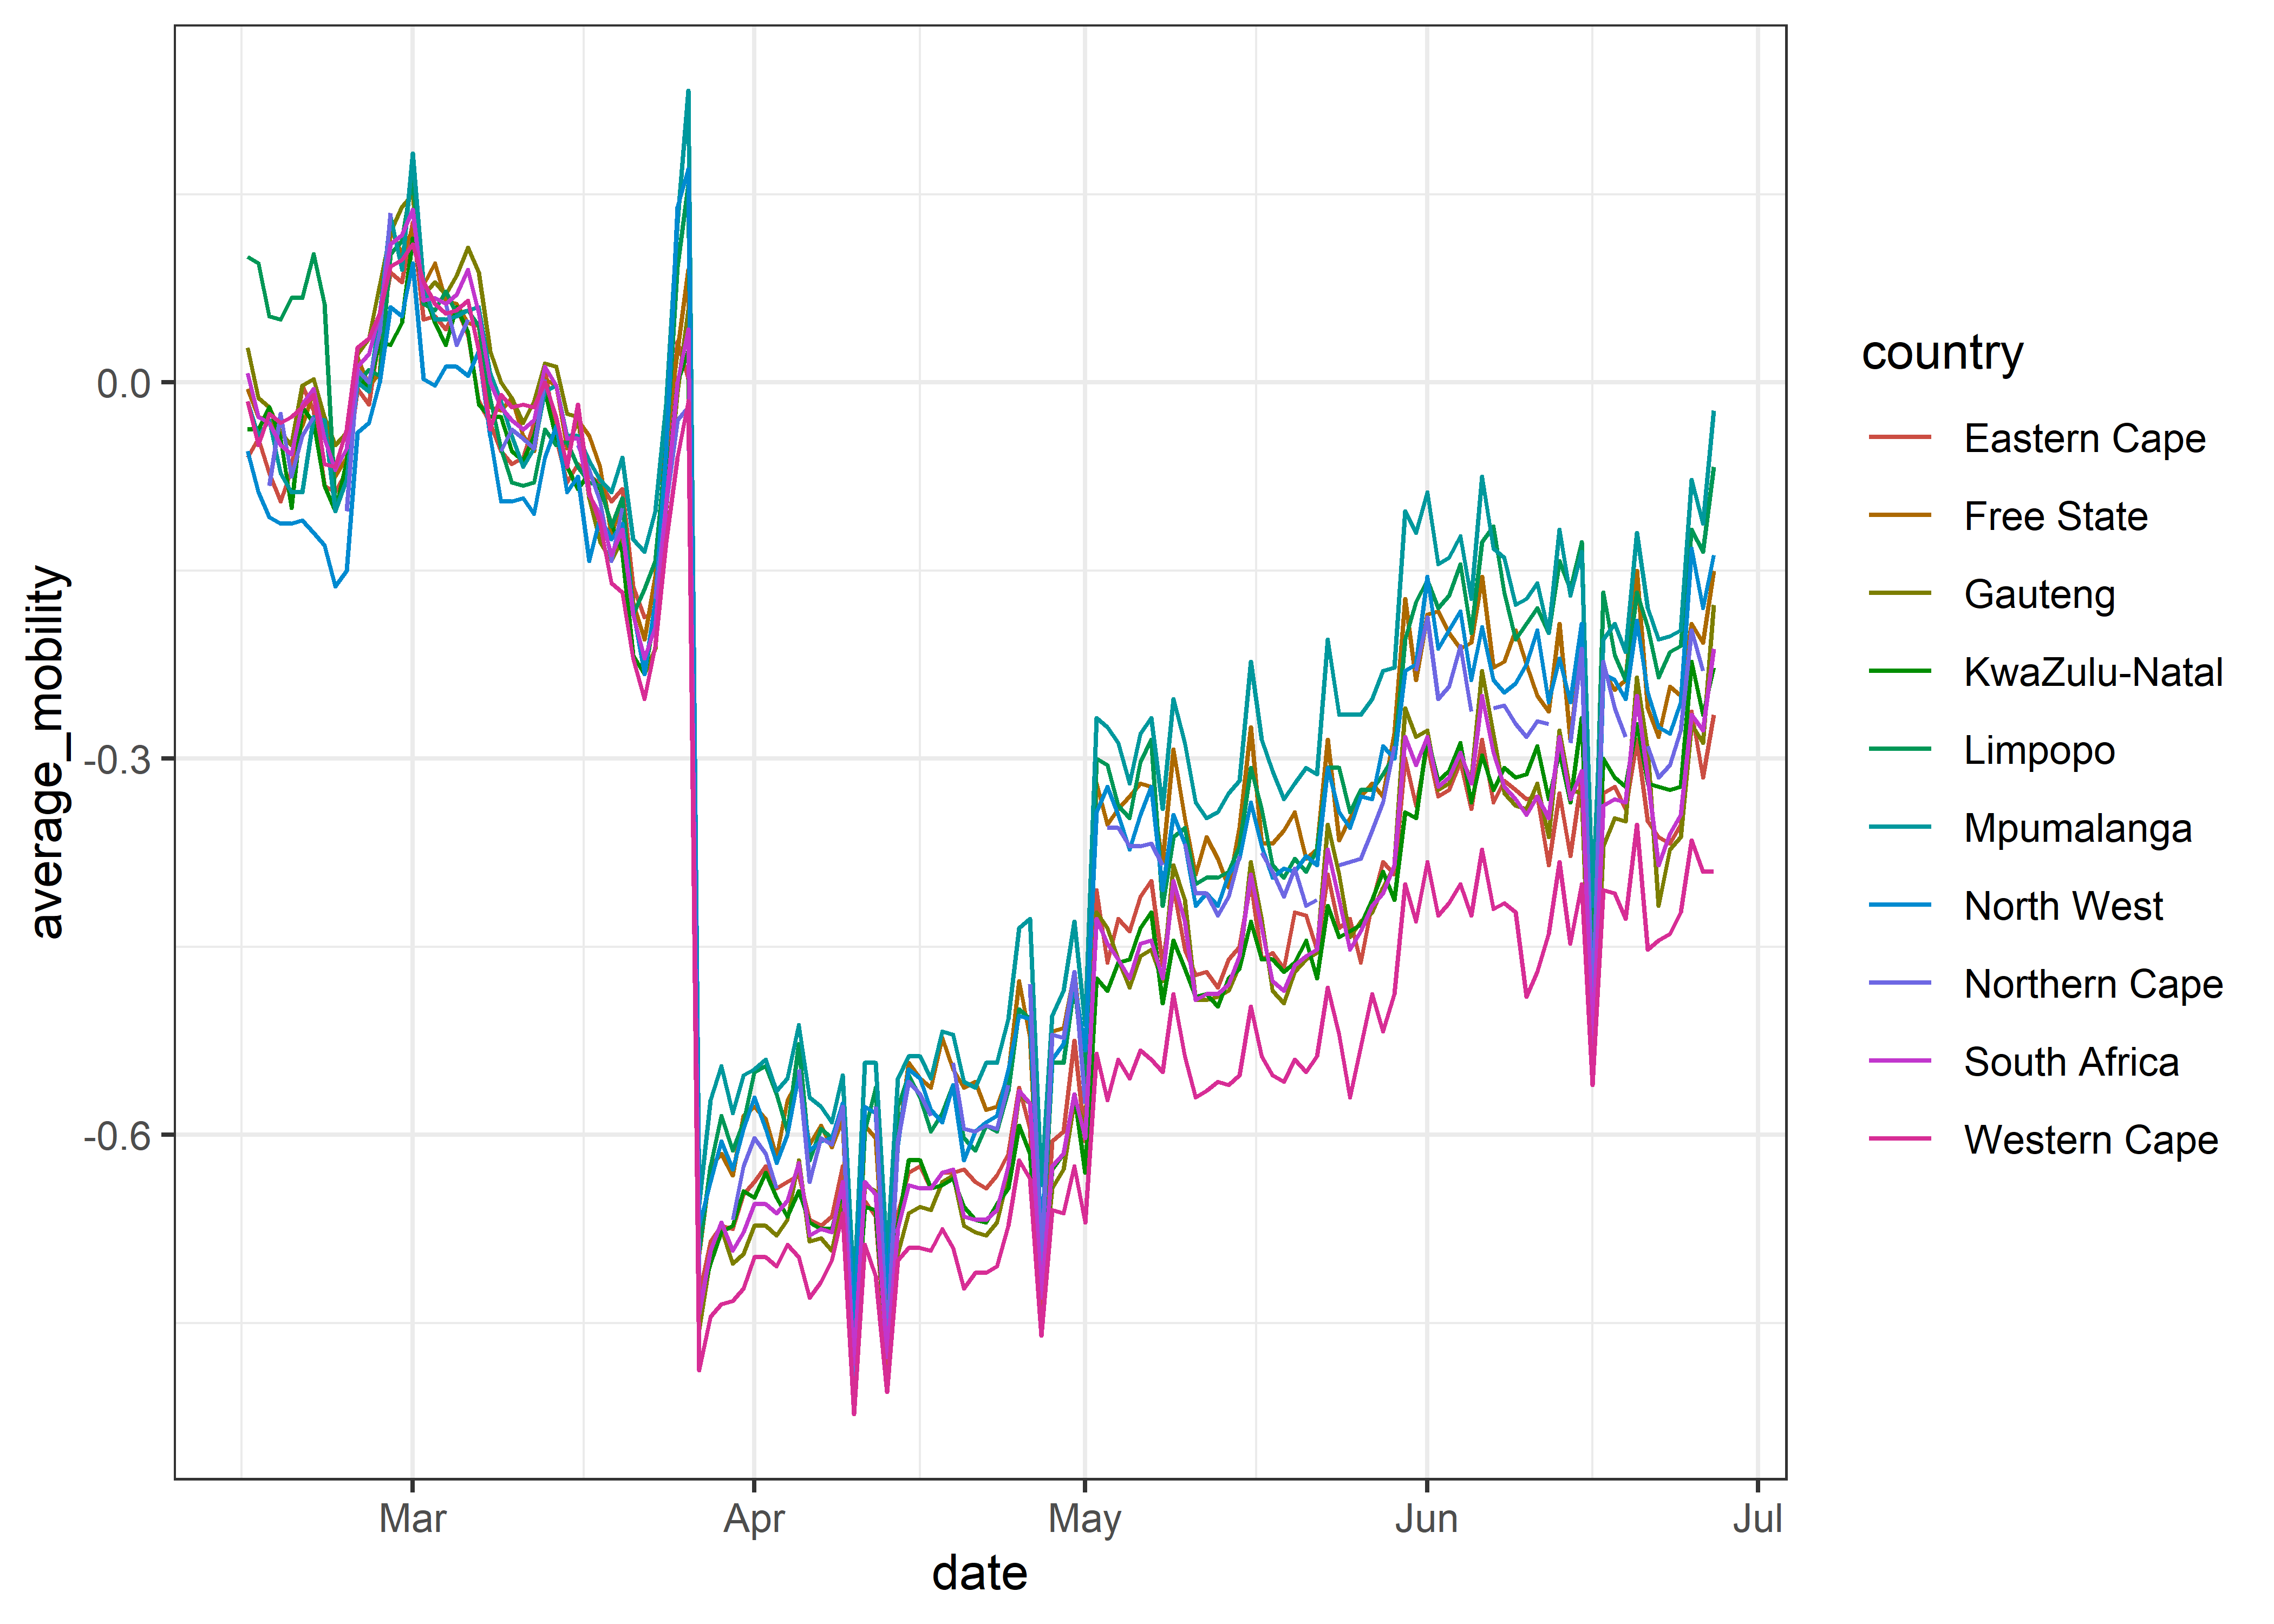 average_mobility
0.0
-0.3
-0.6
Mar
Apr
May
Jun
Jul
date
country
Eastern Cape
Free State
Gauteng
KwaZulu-Natal
Limpopo
Mpumalanga
North West
Northern Cape
South Africa
Western Cape